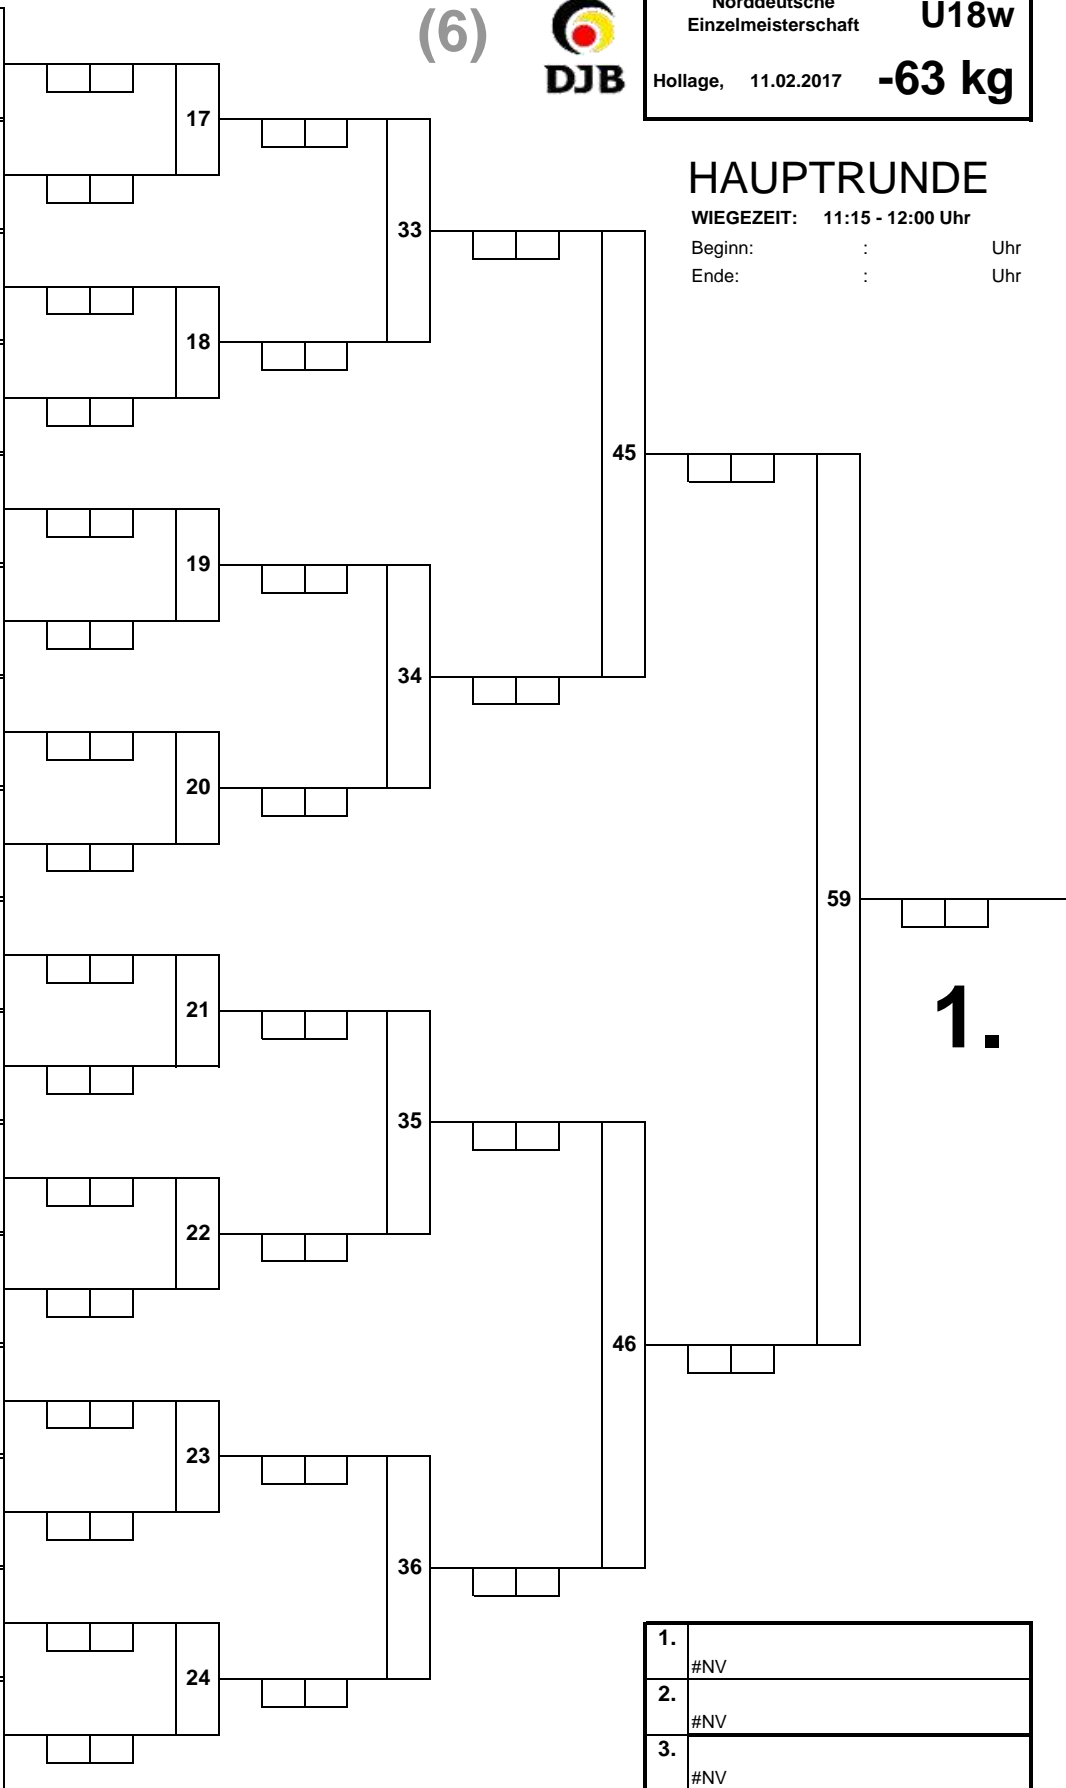 (6)
DJB
Norddeutsche
Einzelmeisterschaft
U18w
Hollage, 11.02.2017 -63 kg
HAUPTRUNDE
WIEGEZEIT: 11:15 - 12:00 Uhr
Beginn: : Uhr
Ende: : Uhr
17
33
18
45
19
34
20
59
21
1.
35
22
46
23
36
24
1.
#NV
2.
#NV
3.
#NV